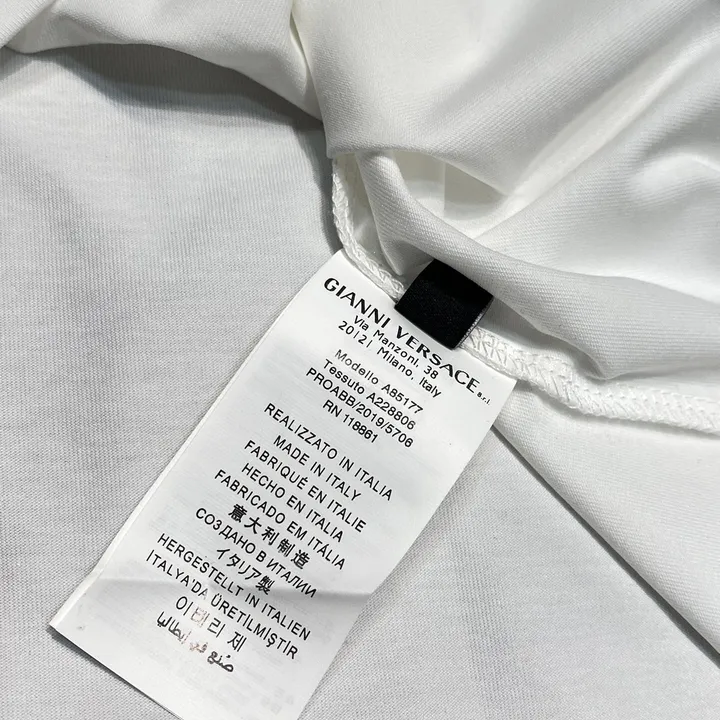 GIANNI VERSACE s.r.l
Via Manzoni, 38
20121 Milano, Italy
Modello A85177
Tessuto A228806
PROABB/2019/5706
RN 118861
REALIZZATO IN ITALIA
MADE IN ITALY
FABRIQUÉ EN ITALIE
HECHO EN ITALIA
FABRICADO EM ITÁLIA
意大利制造
СОЗДАНО В ИТАЛИИ
イタリア製
HERGESTELLT IN ITALIEN
ITALYA'DA ÜRETİLMİŞTİR
이태리 제
صُنع في إيطاليا